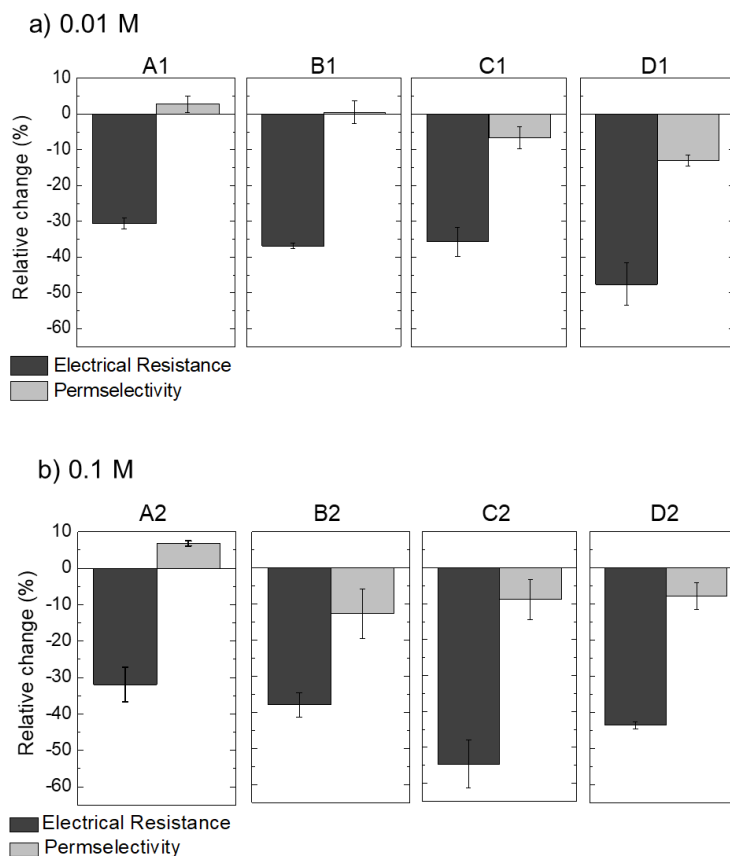 a) 0.01 M
A1 B1 C1 D1
10
0
-10
-20
-30
-40
-50
-60
Relative change (%)
Electrical Resistance
Permselectivity
b) 0.1 M
A2 B2 C2 D2
10
0
-10
-20
-30
-40
-50
-60
Relative change (%)
Electrical Resistance
Permselectivity